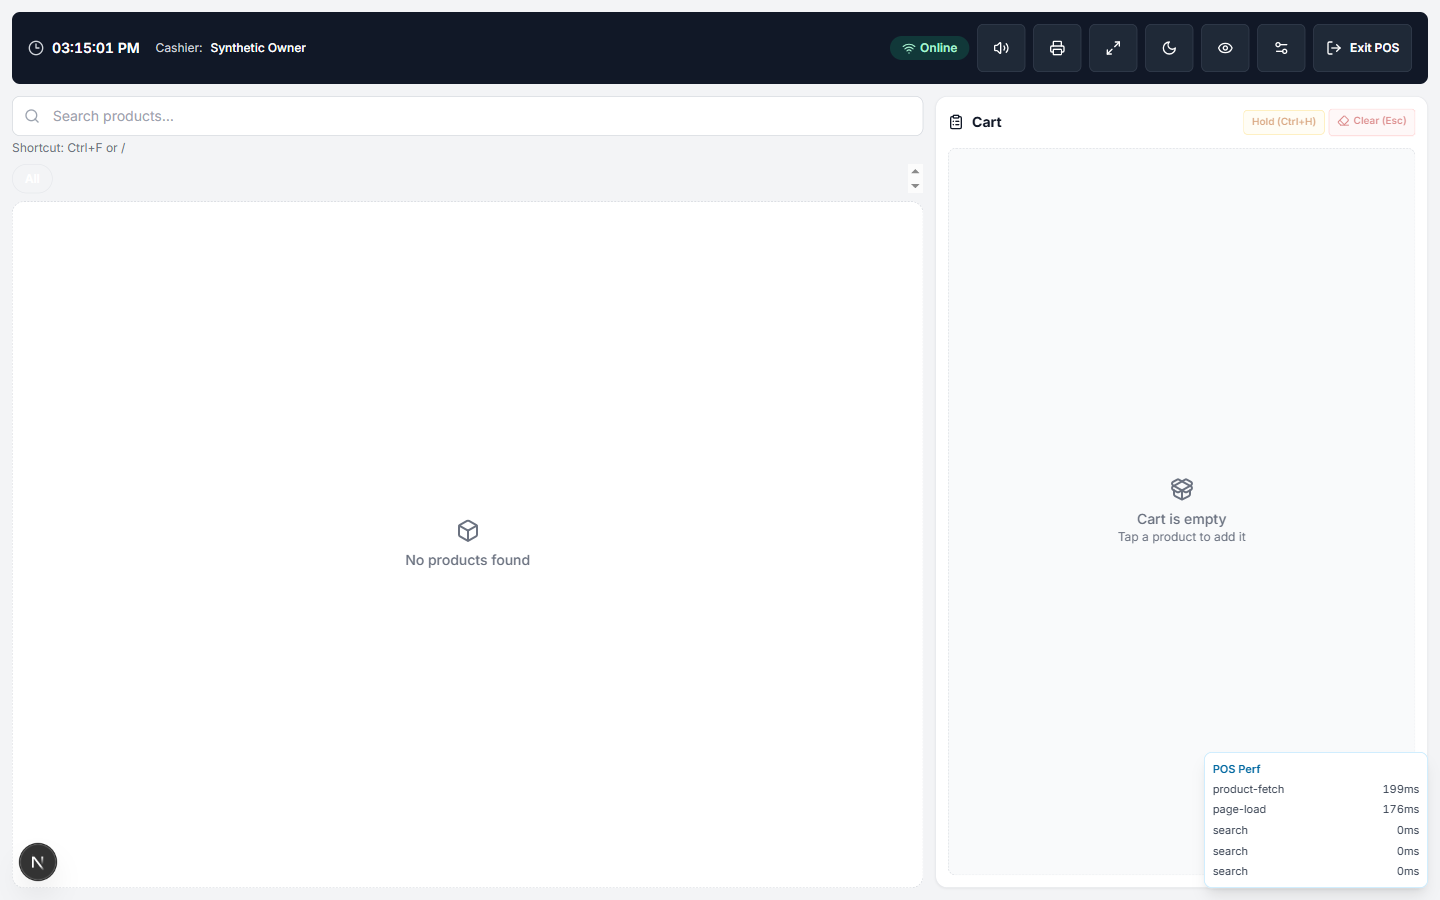 03:15:01 PM Cashier: Synthetic Owner Online Exit POS
Search products...
Shortcut: Ctrl+F or /
All
No products found
Cart Hold (Ctrl+H) Clear (Esc)
Cart is empty
Tap a product to add it
POS Perf
product-fetch 199ms
page-load 176ms
search 0ms
search 0ms
search 0ms
N